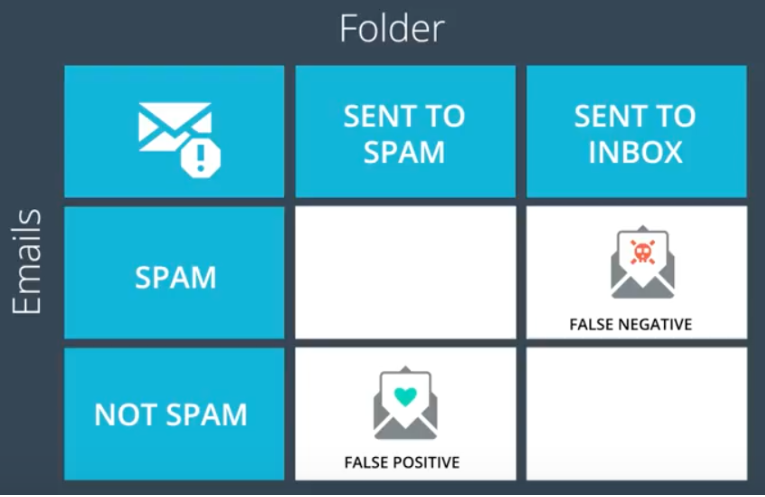 Folder
SENT TO
SPAM
SENT TO
INBOX
Emails
SPAM
FALSE NEGATIVE
NOT SPAM
FALSE POSITIVE